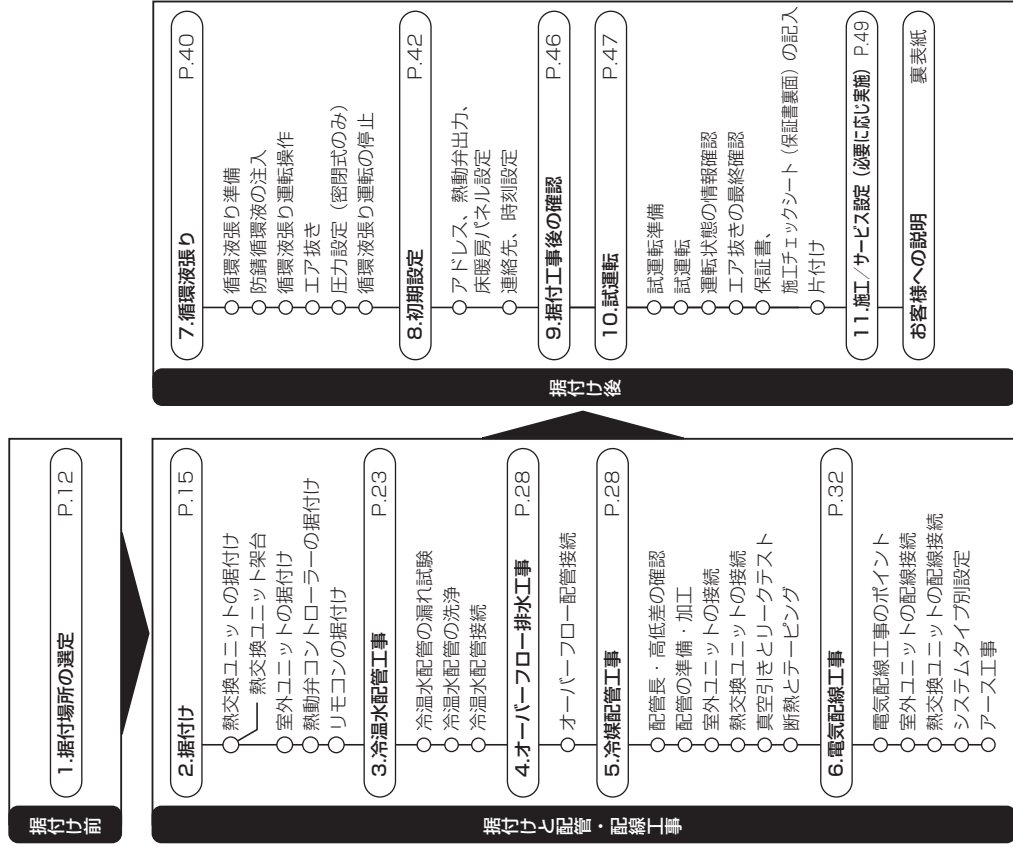 据付け前
1.据付場所の選定 P.12
据付けと配管・配線工事
2.据付け P.15
熱交換ユニットの据付け
熱交換ユニット架台
室外ユニットの据付け
熱動弁コントローラーの据付け
リモコンの据付け
3.冷温水配管工事 P.23
冷温水配管の漏れ試験
冷温水配管の洗浄
冷温水配管接続
4.オーバーフロー排水工事 P.28
オーバーフロー配管接続
5.冷媒配管工事 P.28
配管長・高低差の確認
配管の準備・加工
室外ユニットの接続
熱交換ユニットの接続
真空引きとリークテスト
断熱とテーピング
6.電気配線工事 P.32
電気配線工事のポイント
室外ユニットの配線接続
熱交換ユニットの配線接続
システムタイプ別設定
アース工事
据付け後
7.循環液張り P.40
循環液張り準備
防錆循環液の注入
循環液張り運転操作
エア抜き
圧力設定（密閉式のみ）
循環液張り運転の停止
8.初期設定 P.42
アドレス、熱動弁出力、
床暖房パネル設定
連絡先、時刻設定
9.据付工事後の確認 P.46
10.試運転 P.47
試運転準備
試運転
運転状態の情報確認
エア抜きの最終確認
保証書、
施工チェックシート（保証書裏面）の記入
片付け
11.施工／サービス設定（必要に応じ実施） P.49
お客様への説明 裏表紙